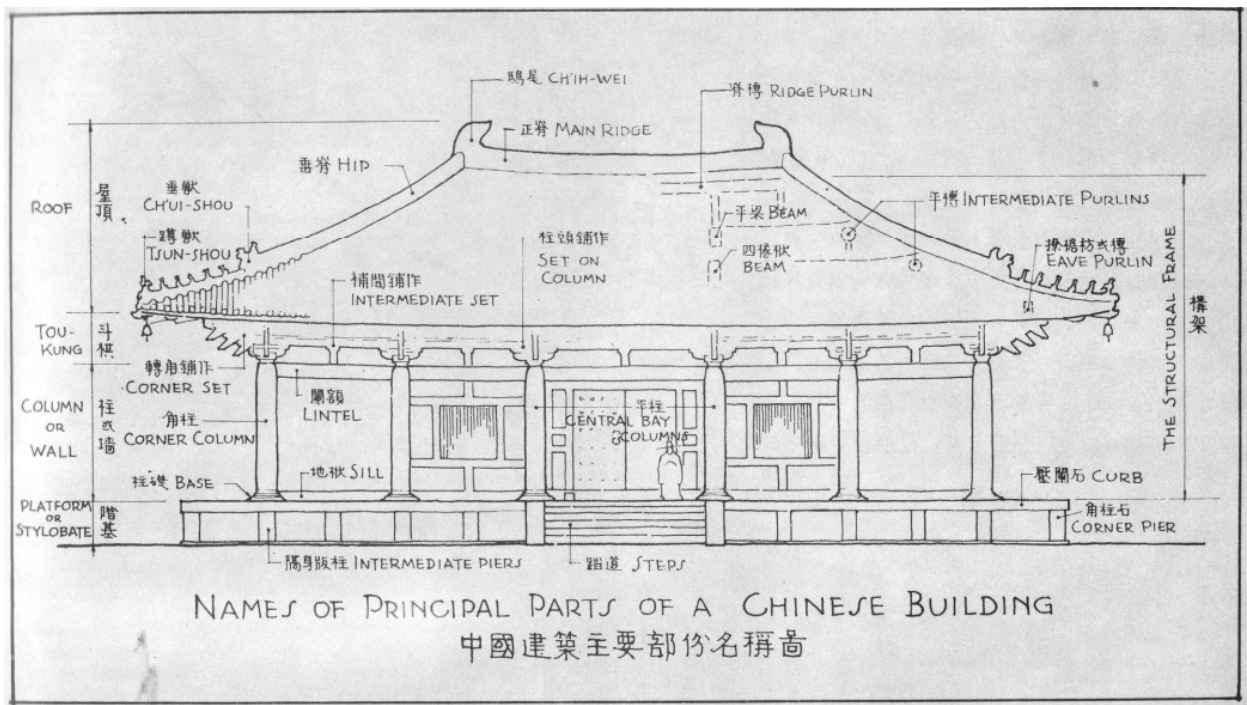 鴟尾 CH'IH-WEI
脊槫 RIDGE PURLIN
正脊 MAIN RIDGE
垂脊 HIP
屋頂
ROOF
垂獸
CH'UI-SHOU
蹲獸
TSUN-SHOU
平梁 BEAM
平槫 INTERMEDIATE PURLINS
柱頭鋪作
SET ON
COLUMN
四椽栿
BEAM
橑檐枋或槫
EAVE PURLIN
補間鋪作
INTERMEDIATE SET
THE STRUCTURAL FRAME
構架
TOU-
KUNG
斗栱
轉角鋪作
CORNER SET
闌額
LINTEL
COLUMN
OR
WALL
柱或墻
角柱
CORNER COLUMN
平柱
CENTRAL BAY
COLUMNS
地栿 SILL
柱礎 BASE
壓闌石 CURB
PLATFORM
OR
STYLOBATE
階基
角柱石
CORNER PIER
隔身版柱 INTERMEDIATE PIERS
踏道 STEPS
NAMES OF PRINCIPAL PARTS OF A CHINESE BUILDING
中國建築主要部份名稱圖